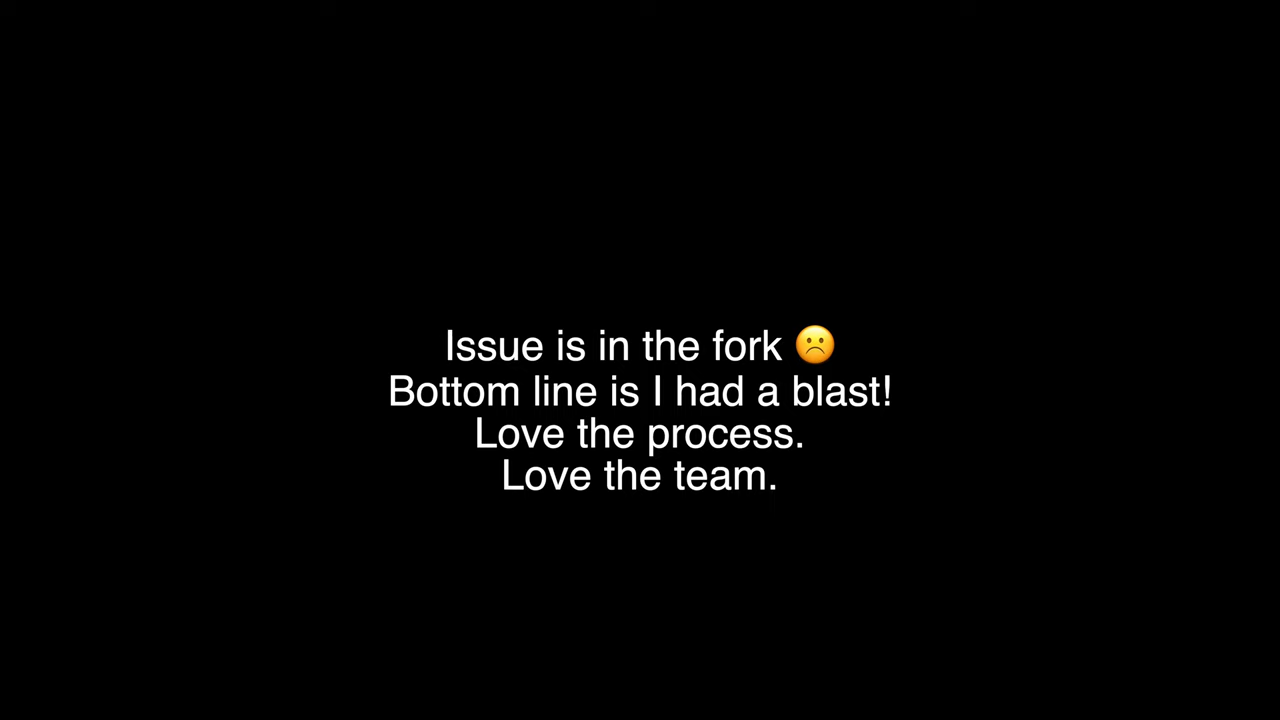 Issue is in the fork ☹️
Bottom line is I had a blast!
Love the process.
Love the team.